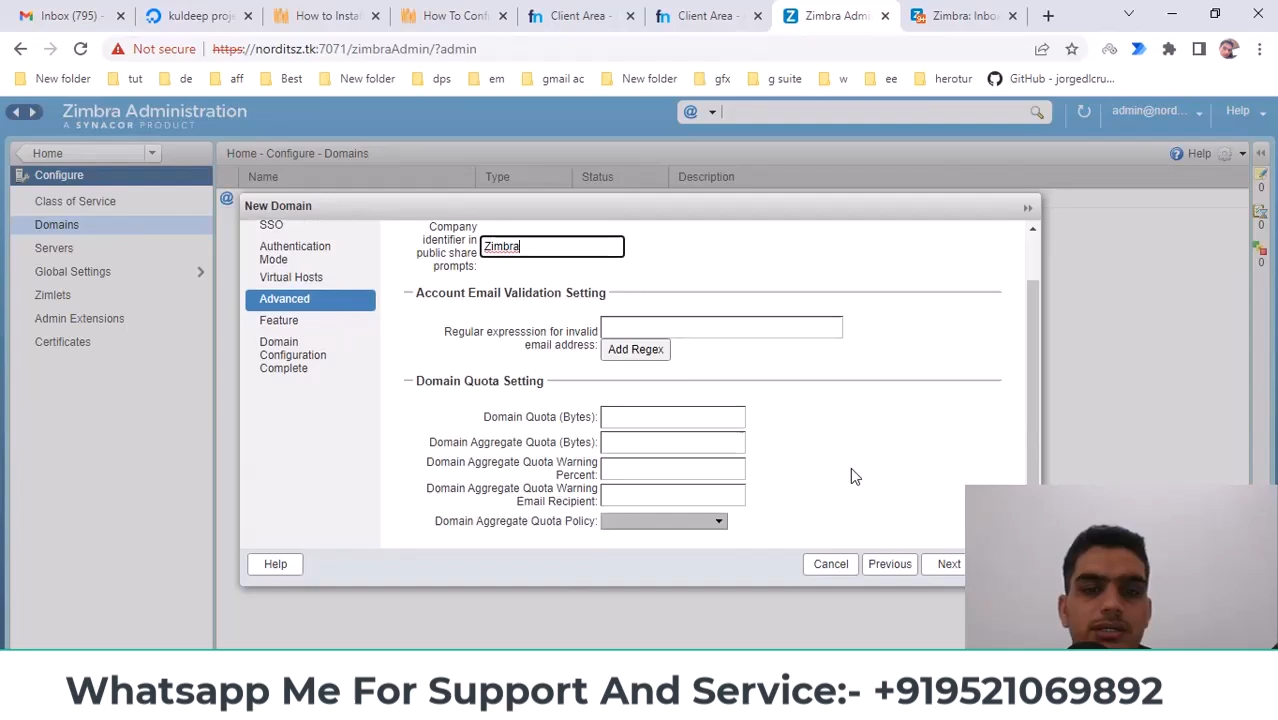 Inbox (795) -
kuldeep proj
How to Instal
How To Conf
Client Area -
Client Area -
Zimbra Admi
Zimbra: Inbo
Not secure
https://norditsz.tk:7071/zimbraAdmin/?admin
New folder
tut
de
aff
Best
New folder
dps
em
gmail ac
New folder
gfx
g suite
w
ee
herotur
GitHub - jorgedlcru...
Zimbra Administration
A SYNACOR PRODUCT
@
admin@nord...
Help
Home
Home - Configure - Domains
Help
Configure
Name
Type
Status
Description
Class of Service
Domains
Servers
Global Settings
Zimlets
Admin Extensions
Certificates
@
0
0
0
New Domain
SSO
Authentication
Mode
Virtual Hosts
Advanced
Feature
Domain
Configuration
Complete
Company
identifier in
public share
prompts:
Zimbra
Account Email Validation Setting
Regular expresssion for invalid
email address:
Add Regex
Domain Quota Setting
Domain Quota (Bytes):
Domain Aggregate Quota (Bytes):
Domain Aggregate Quota Warning
Percent:
Domain Aggregate Quota Warning
Email Recipient:
Domain Aggregate Quota Policy:
Help
Cancel
Previous
Next
Whatsapp Me For Support And Service:- +919521069892